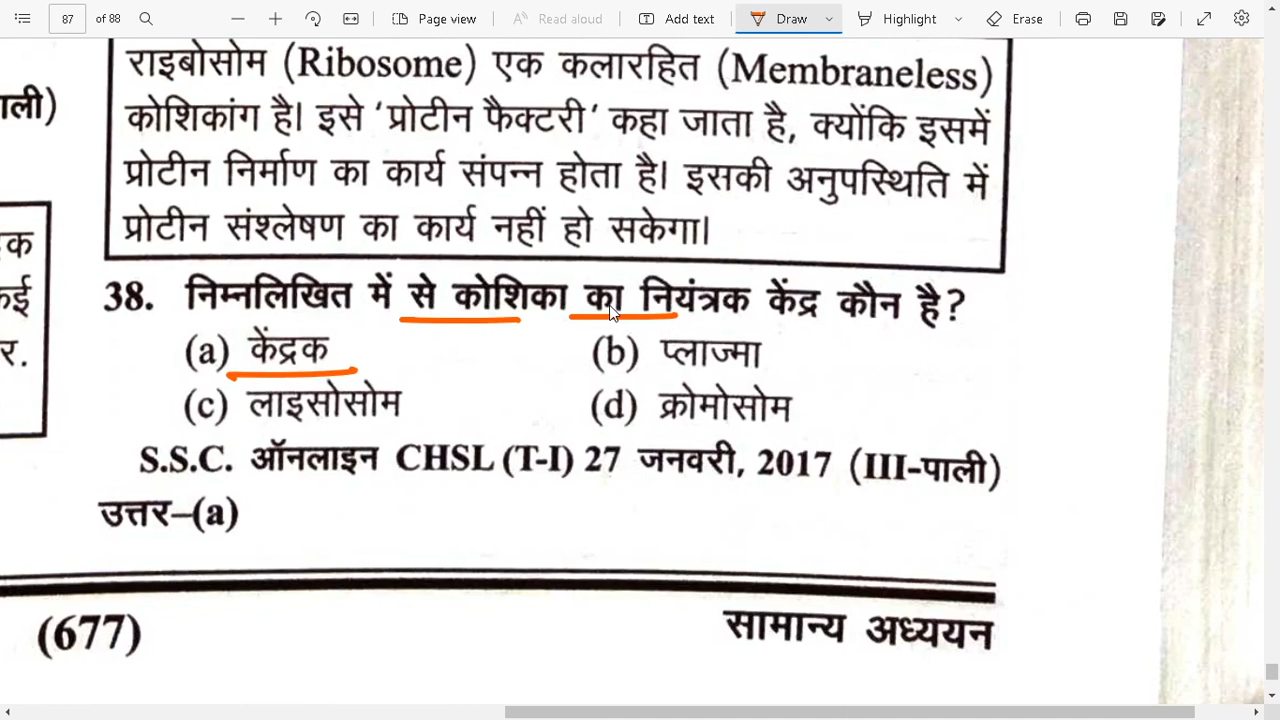 87 of 88
Page view
Read aloud
Add text
Draw
Highlight
Erase
राइबोसोम (Ribosome) एक कलारहित (Membraneless)
कोशिकांग है। इसे 'प्रोटीन फैक्टरी' कहा जाता है, क्योंकि इसमें
प्रोटीन निर्माण का कार्य संपन्न होता है। इसकी अनुपस्थिति में
प्रोटीन संश्लेषण का कार्य नहीं हो सकेगा।
38. निम्नलिखित में से कोशिका का नियंत्रक केंद्र कौन है?
(a) केंद्रक (b) प्लाज्मा
(c) लाइसोसोम (d) क्रोमोसोम
S.S.C. ऑनलाइन CHSL (T-I) 27 जनवरी, 2017 (III-पाली)
उत्तर–(a)
(677) सामान्य अध्ययन